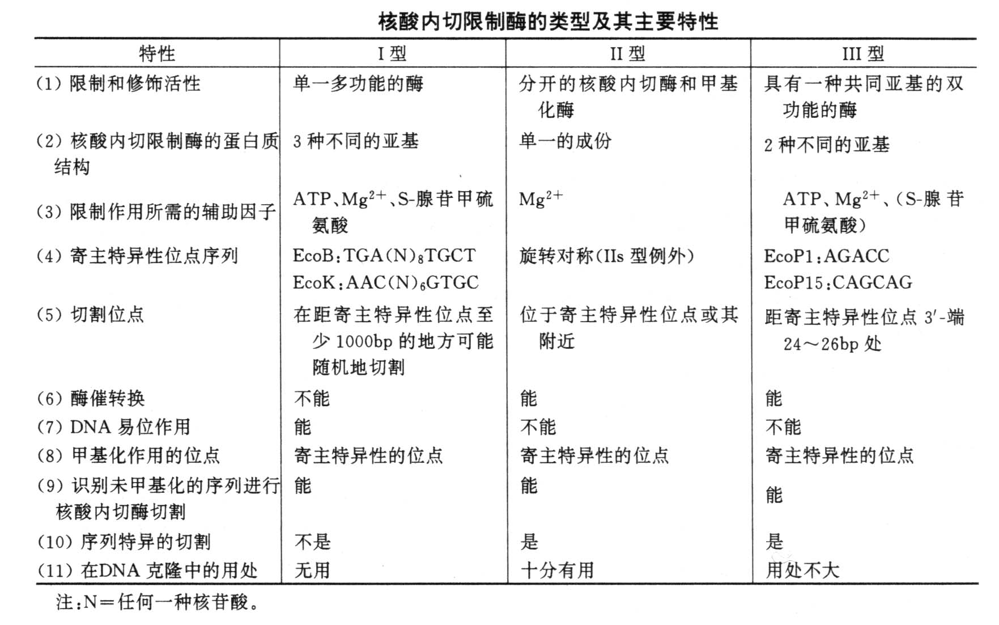 核酸内切限制酶的类型及其主要特性
特性 I 型 II 型 III 型
(1) 限制和修饰活性 单一多功能的酶 分开的核酸内切酶和甲基 具有一种共同亚基的双
化酶 功能的酶
(2) 核酸内切限制酶的蛋白质 3 种不同的亚基 单一的成份 2 种不同的亚基
结构
ATP、Mg²⁺、S-腺苷甲硫 Mg²⁺ ATP、Mg²⁺、(S-腺苷
(3) 限制作用所需的辅助因子
氨酸 甲硫氨酸)
(4) 寄主特异性位点序列 EcoB:TGA(N)₈TGCT 旋转对称(IIs 型例外) EcoP1:AGACC
EcoK:AAC(N)₆GTGC EcoP15:CAGCAG
(5) 切割位点 在距寄主特异性位点至 位于寄主特异性位点或其 距寄主特异性位点 3′-端
少 1000bp 的地方可能 附近 24～26bp 处
随机地切割
(6) 酶催转换 不能 能 能
(7) DNA 易位作用 能 不能 不能
(8) 甲基化作用的位点 寄主特异性的位点 寄主特异性的位点 寄主特异性的位点
(9) 识别未甲基化的序列进行 能 能 能
核酸内切酶切割
(10) 序列特异的切割 不是 是 是
(11) 在DNA 克隆中的用处 无用 十分有用 用处不大
注:N=任何一种核苷酸。